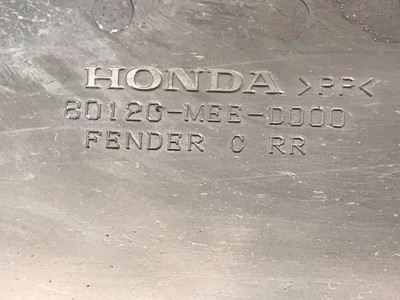 HONDA >PP<
80120-MEE-D000
FENDER C RR